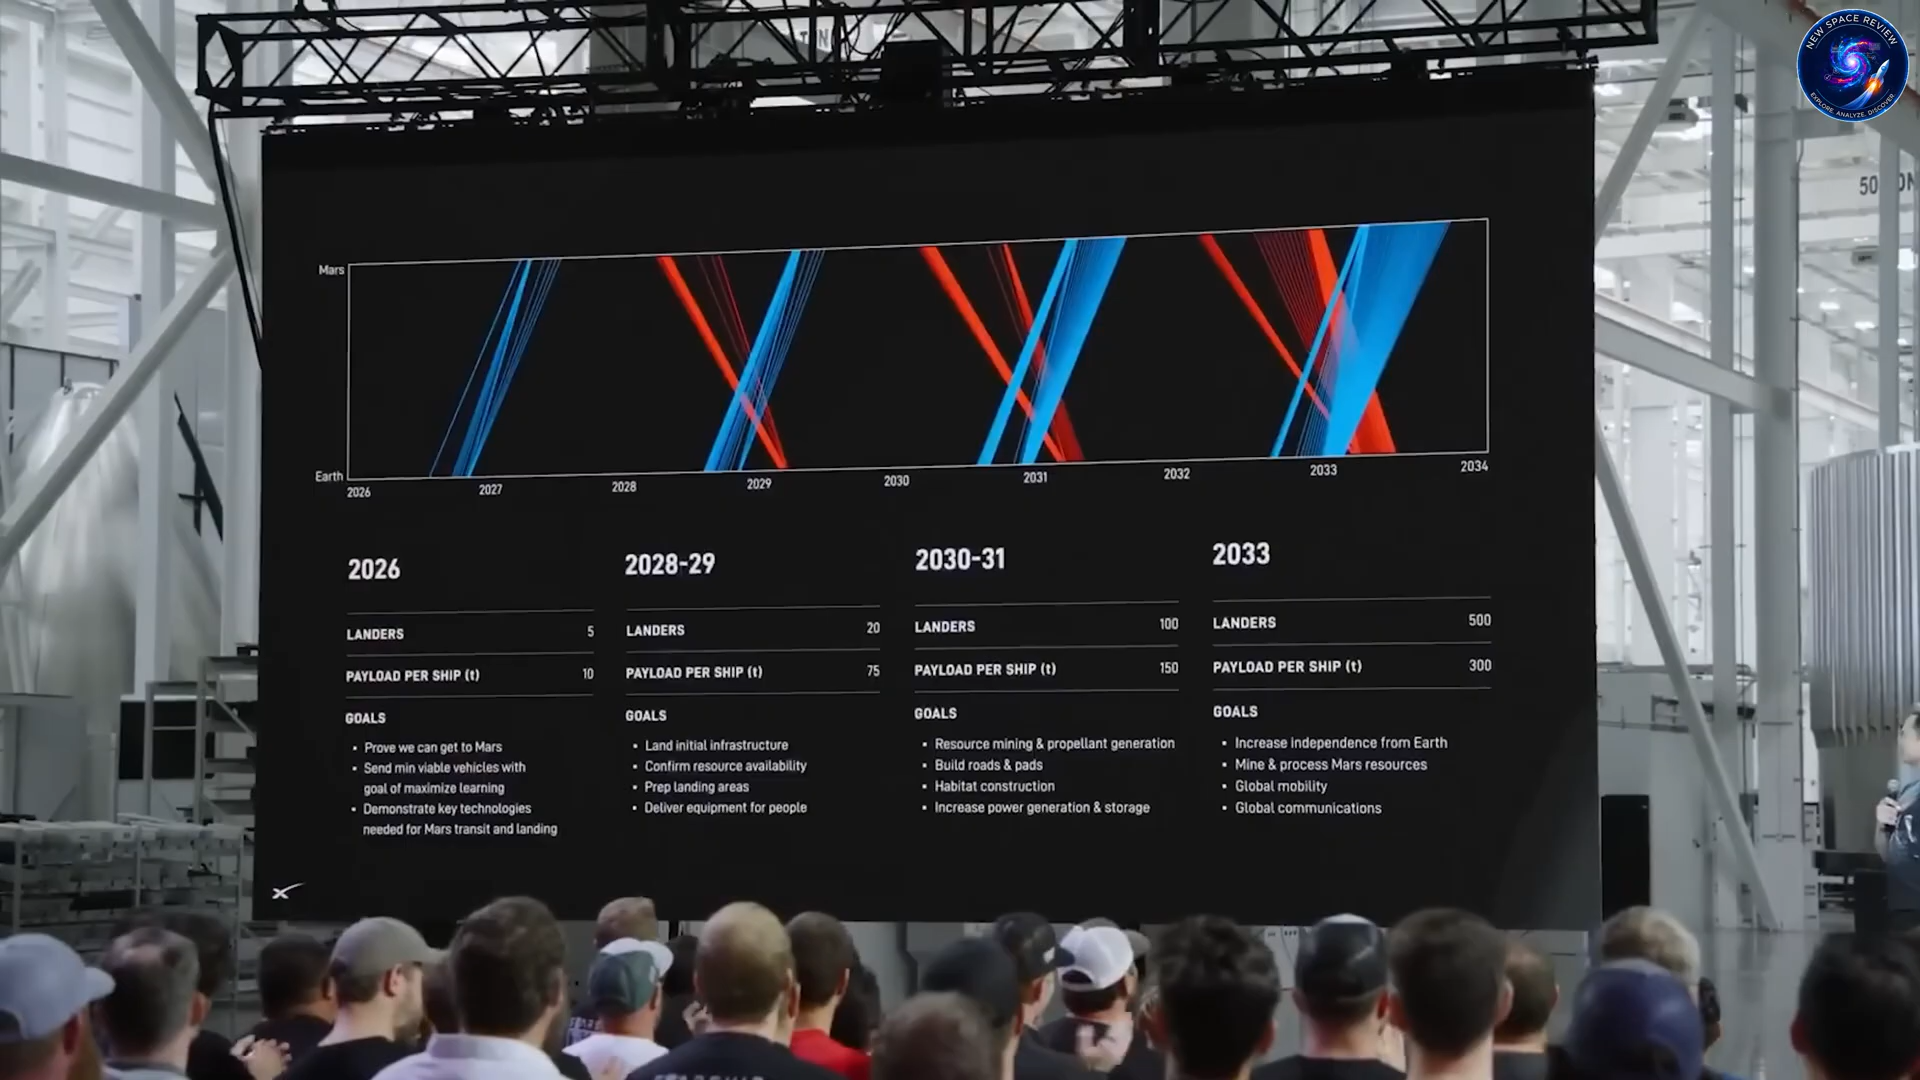 NEW SPACE REVIEW
EXPLORE. ANALYZE. DISCOVER
Mars
Earth
2026
2027
2028
2029
2030
2031
2032
2033
2034
2026
LANDERS 5
PAYLOAD PER SHIP (t) 10
GOALS
▪ Prove we can get to Mars
▪ Send min viable vehicles with
goal of maximize learning
▪ Demonstrate key technologies
needed for Mars transit and landing
2028-29
LANDERS 20
PAYLOAD PER SHIP (t) 75
GOALS
▪ Land initial infrastructure
▪ Confirm resource availability
▪ Prep landing areas
▪ Deliver equipment for people
2030-31
LANDERS 100
PAYLOAD PER SHIP (t) 150
GOALS
▪ Resource mining & propellant generation
▪ Build roads & pads
▪ Habitat construction
▪ Increase power generation & storage
2033
LANDERS 500
PAYLOAD PER SHIP (t) 300
GOALS
▪ Increase independence from Earth
▪ Mine & process Mars resources
▪ Global mobility
▪ Global communications